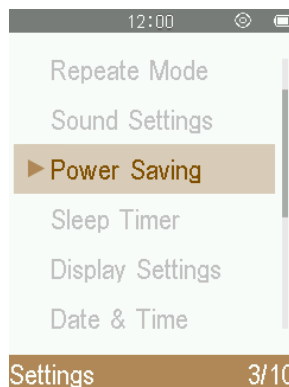 12:00
Repeate Mode
Sound Settings
Power Saving
Sleep Timer
Display Settings
Date & Time
Settings 3/10